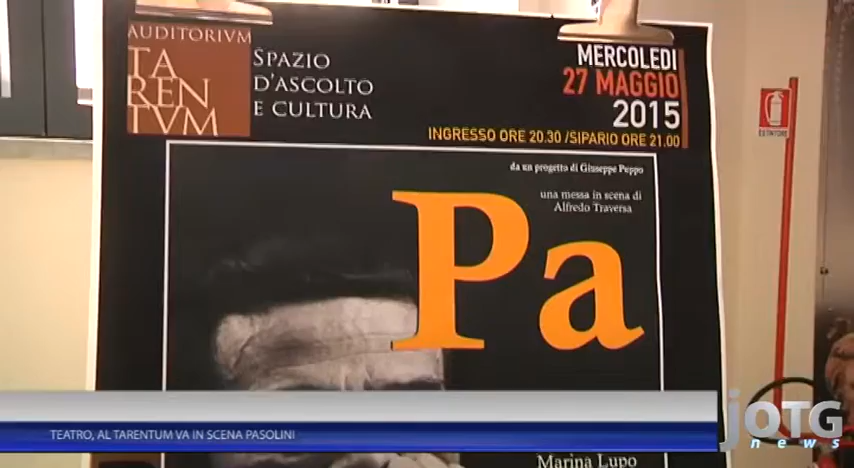 AUDITORIVM
TA
REN
TVM
SPAZIO
D'ASCOLTO
E CULTURA
MERCOLEDI
27 MAGGIO
2015
INGRESSO ORE 20.30 /SIPARIO ORE 21.00
da un progetto di Giuseppe Peppo
una messa in scena di
Alfredo Traversa
Pa
ESTINTORE
TEATRO, AL TARENTUM VA IN SCENA PASOLINI
jOTG
news
Marina Lupo